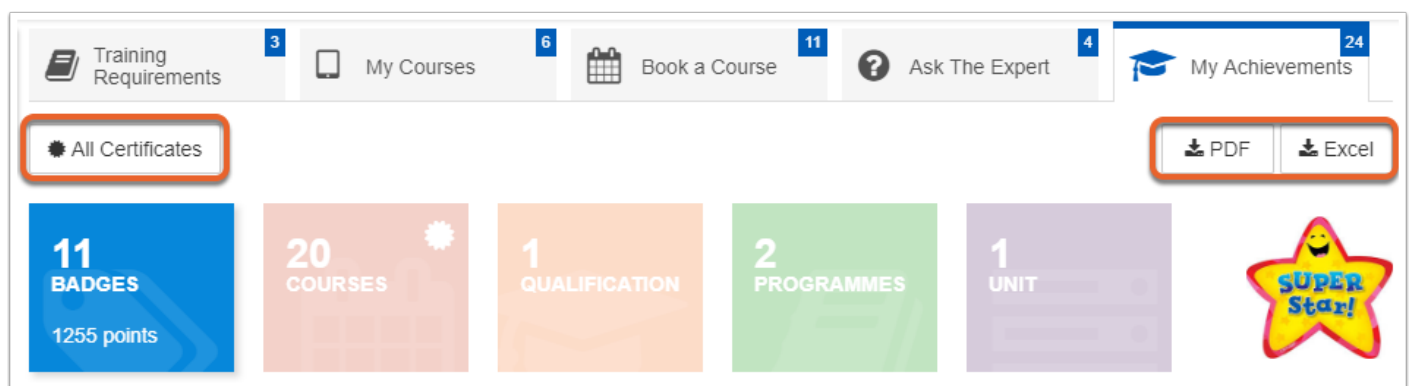 Training
Requirements
3
My Courses
6
Book a Course
11
Ask The Expert
4
My Achievements
24
All Certificates
PDF
Excel
11
BADGES
1255 points
20
COURSES
1
QUALIFICATION
2
PROGRAMMES
1
UNIT
SUPER
Star!